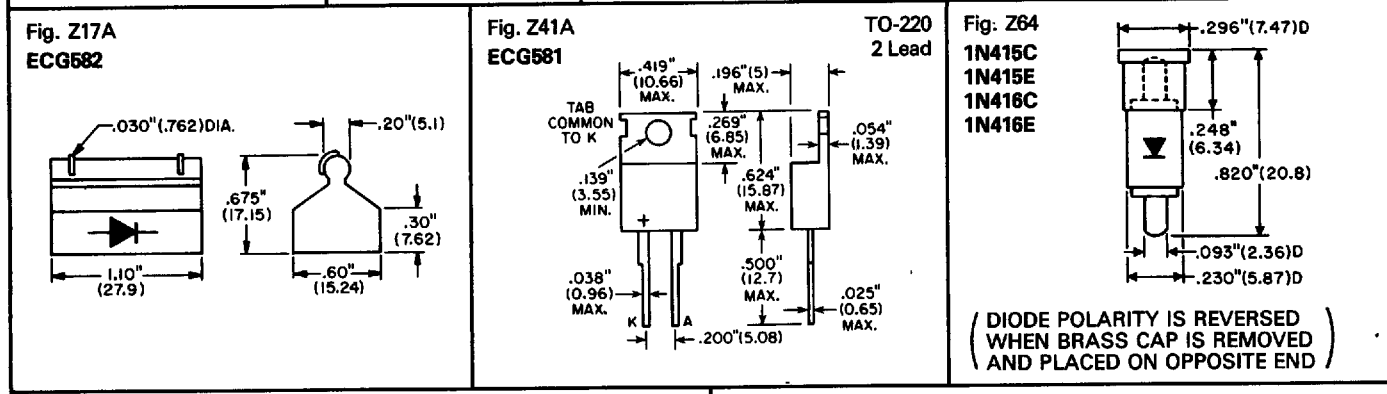 Fig. Z17A
ECG582
.030"(.762)DIA.
.20"(5.1)
.675"
(17.15)
.30"
(7.62)
1.10"
(27.9)
.60"
(15.24)
Fig. Z41A
ECG581
TO-220
2 Lead
.419"
(10.66)
MAX.
.196"(5)
MAX.
TAB
COMMON
TO K
.269"
(6.85)
MAX.
.054"
(1.39)
MAX.
.139"
(3.55)
MIN.
.624"
(15.87)
MAX.
+
.038"
(0.96)
MAX.
.500"
(12.7)
MAX.
.025"
(0.65)
MAX.
K A
.200"(5.08)
Fig. Z64
1N415C
1N415E
1N416C
1N416E
.296"(7.47)D
.248"
(6.34)
.820"(20.8)
.093"(2.36)D
.230"(5.87)D
( DIODE POLARITY IS REVERSED
WHEN BRASS CAP IS REMOVED
AND PLACED ON OPPOSITE END )